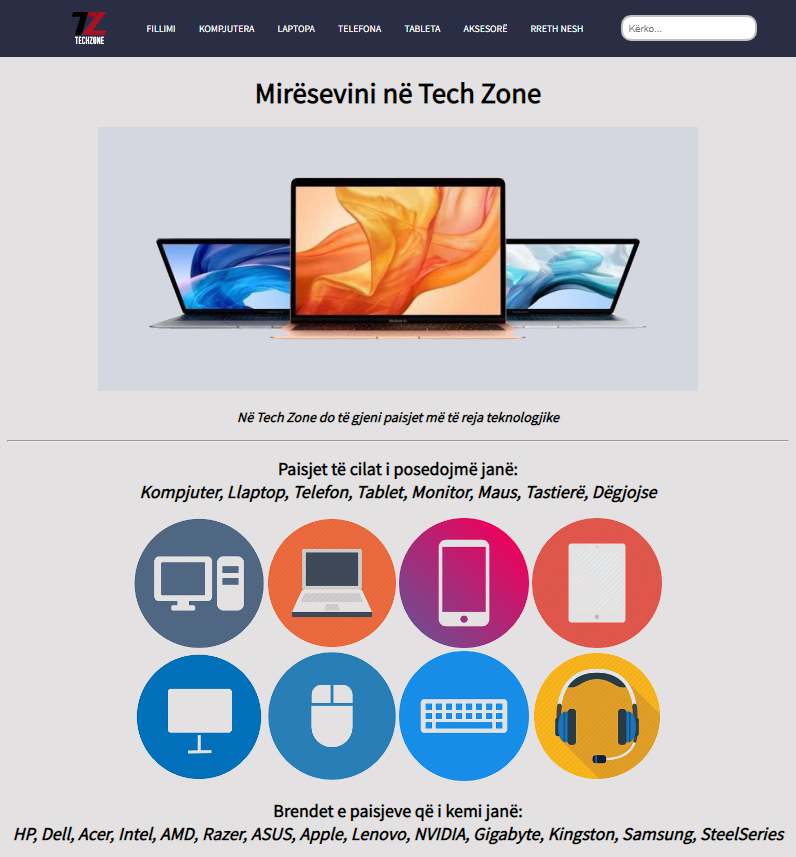 TECHZONE
FILLIMI KOMPJUTERA LAPTOPA TELEFONA TABLETA AKSESORË RRETH NESH Kërko...
Mirësevini në Tech Zone
Në Tech Zone do të gjeni paisjet më të reja teknologjike
Paisjet të cilat i posedojmë janë:
Kompjuter, Llaptop, Telefon, Tablet, Monitor, Maus, Tastierë, Dëgjojse
Brendet e paisjeve që i kemi janë:
HP, Dell, Acer, Intel, AMD, Razer, ASUS, Apple, Lenovo, NVIDIA, Gigabyte, Kingston, Samsung, SteelSeries